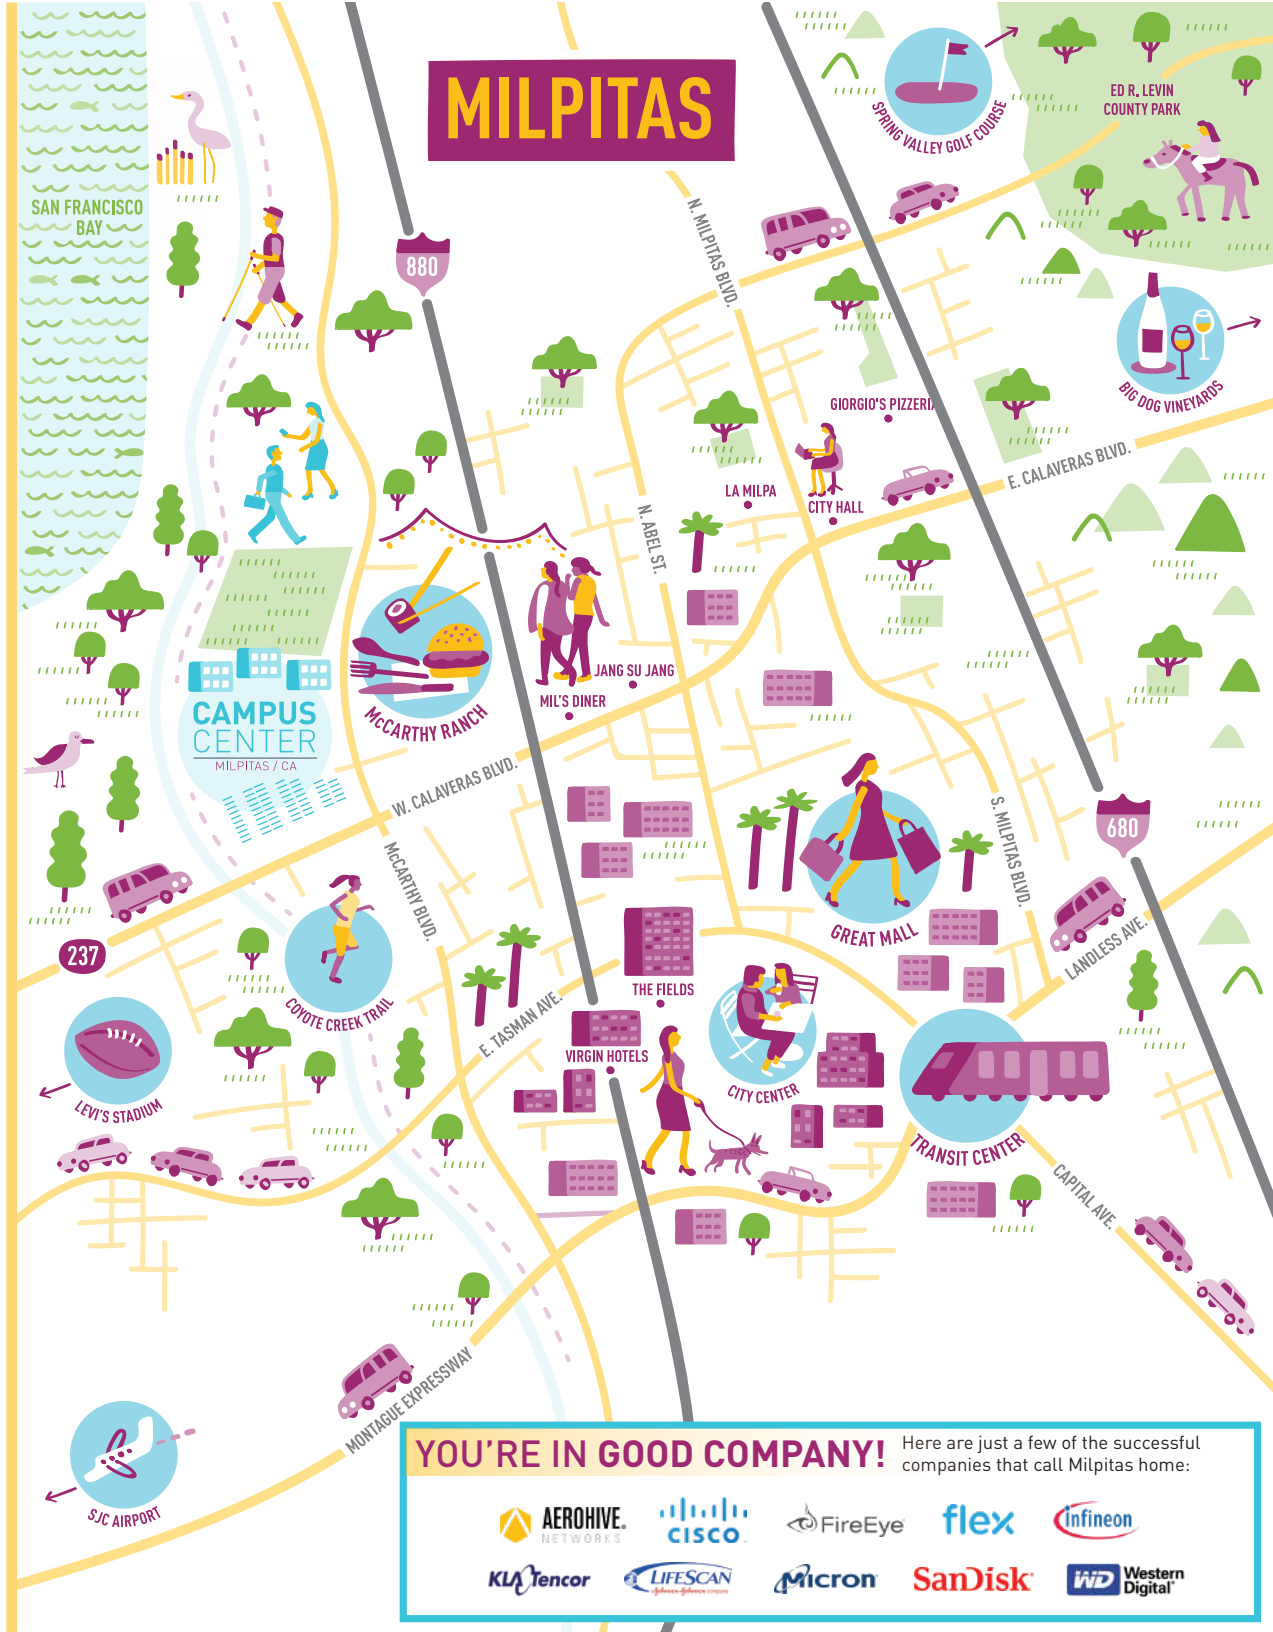 MILPITAS
SPRING VALLEY GOLF COURSE
ED R. LEVIN
COUNTY PARK
SAN FRANCISCO
BAY
N. MILPITAS BLVD.
880
BIG DOG VINEYARDS
GIORGIO'S PIZZERIA
E. CALAVERAS BLVD.
LA MILPA
CITY HALL
N. ABEL ST.
JANG SU JANG
MIL'S DINER
McCARTHY RANCH
CAMPUS
CENTER
MILPITAS / CA
W. CALAVERAS BLVD.
McCARTHY BLVD.
S. MILPITAS BLVD.
680
GREAT MALL
LANDLESS AVE.
237
COYOTE CREEK TRAIL
E. TASMAN AVE.
THE FIELDS
VIRGIN HOTELS
CITY CENTER
LEVI'S STADIUM
TRANSIT CENTER
CAPITAL AVE.
MONTAGUE EXPRESSWAY
SJC AIRPORT
YOU'RE IN GOOD COMPANY!
Here are just a few of the successful
companies that call Milpitas home:
AEROHIVE
NETWORKS
CISCO
FireEye
flex
infineon
KLA Tencor
LIFESCAN
a Johnson & Johnson company
Micron
SanDisk
WD Western
Digital